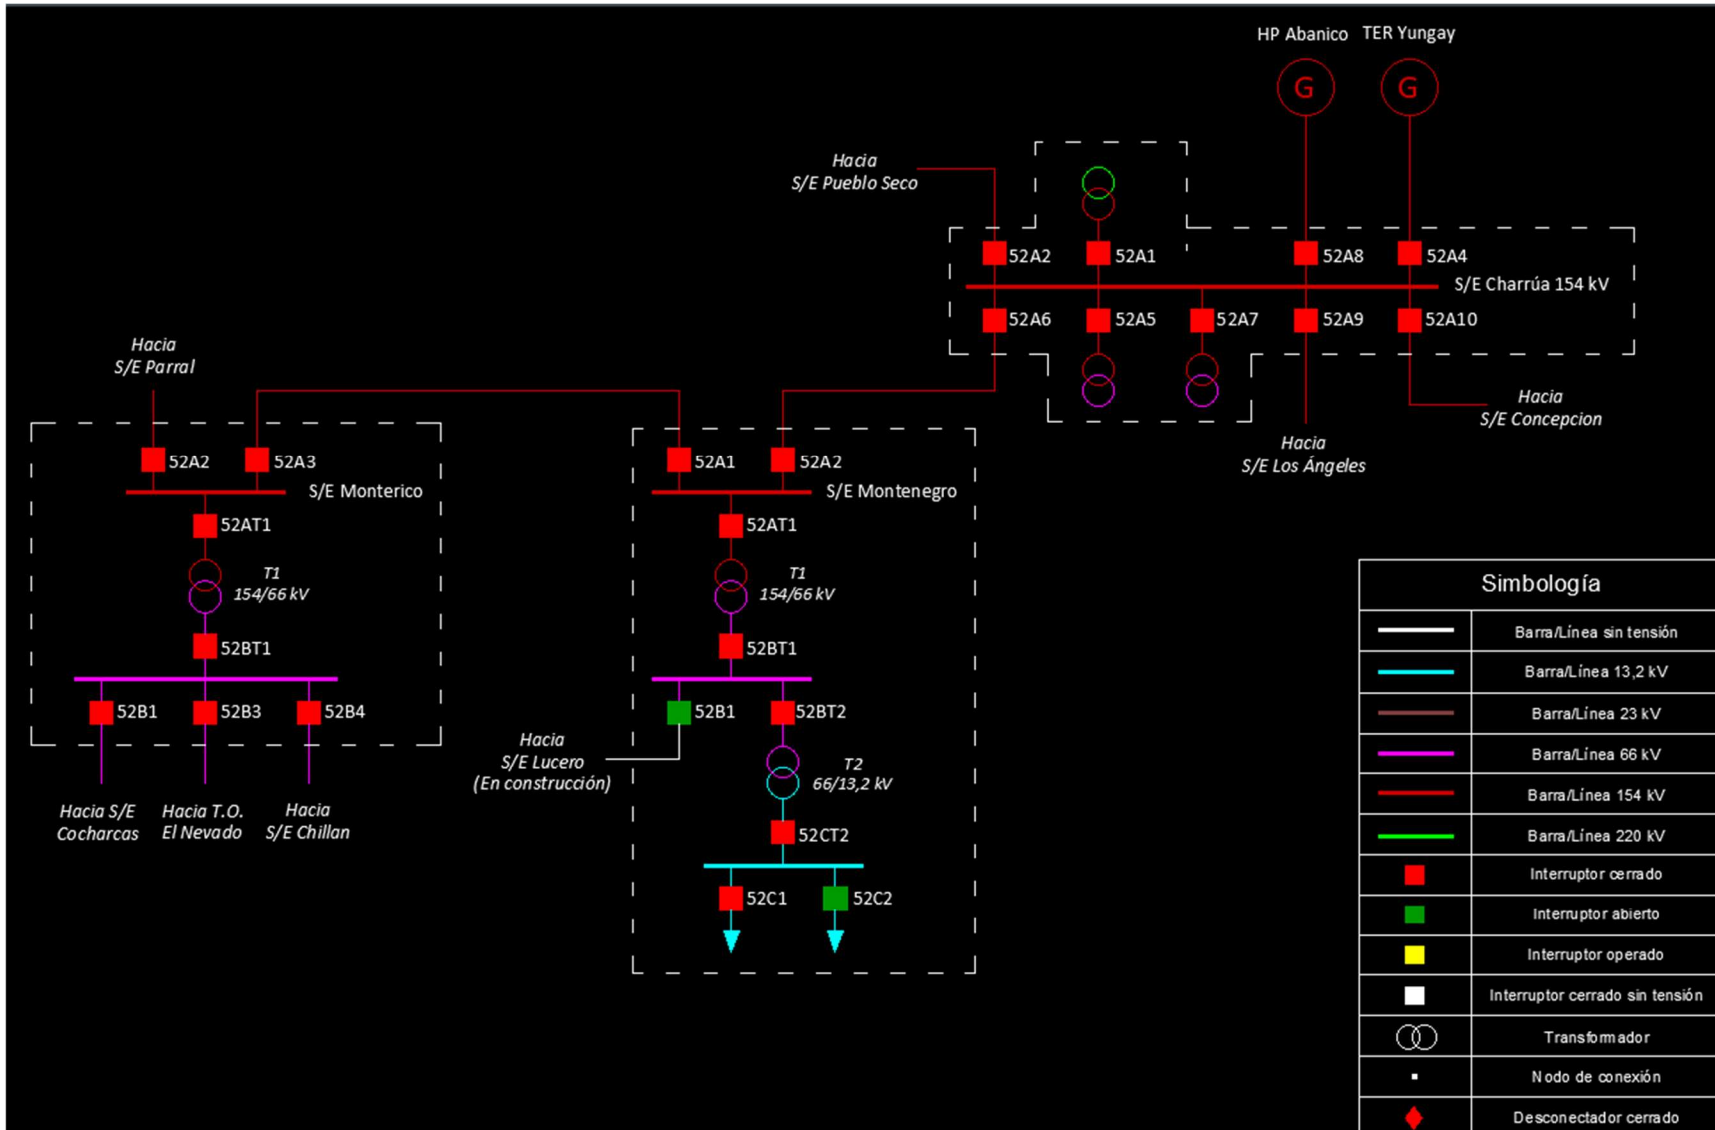 HP Abanico
TER Yungay
G
G
Hacia
S/E Pueblo Seco
52A2
52A1
52A8
52A4
S/E Charrúa 154 kV
52A6
52A5
52A7
52A9
52A10
Hacia
S/E Parral
Hacia
S/E Concepcion
Hacia
S/E Los Ángeles
52A2
52A3
S/E Monterico
52AT1
T1
154/66 kV
52BT1
52B1
52B3
52B4
Hacia S/E
Cocharcas
Hacia T.O.
El Nevado
Hacia
S/E Chillan
52A1
52A2
S/E Montenegro
52AT1
T1
154/66 kV
52BT1
52B1
52BT2
Hacia
S/E Lucero
(En construcción)
T2
66/13,2 kV
52CT2
52C1
52C2
Simbología
Barra/Línea sin tensión
Barra/Línea 13,2 kV
Barra/Línea 23 kV
Barra/Línea 66 kV
Barra/Línea 154 kV
Barra/Línea 220 kV
Interruptor cerrado
Interruptor abierto
Interruptor operado
Interruptor cerrado sin tensión
Transformador
Nodo de conexión
Desconectador cerrado